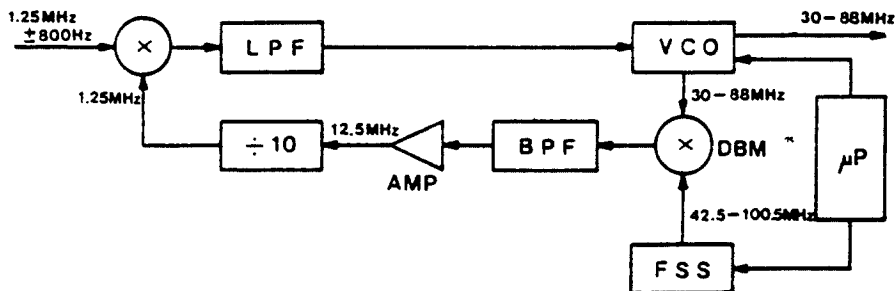 1.25MHz
±800Hz
×
LPF
VCO
30-88MHz
1.25MHz
÷10
12.5MHz
AMP
BPF
30-88MHz
×
DBM
μP
42.5-100.5MHz
FSS